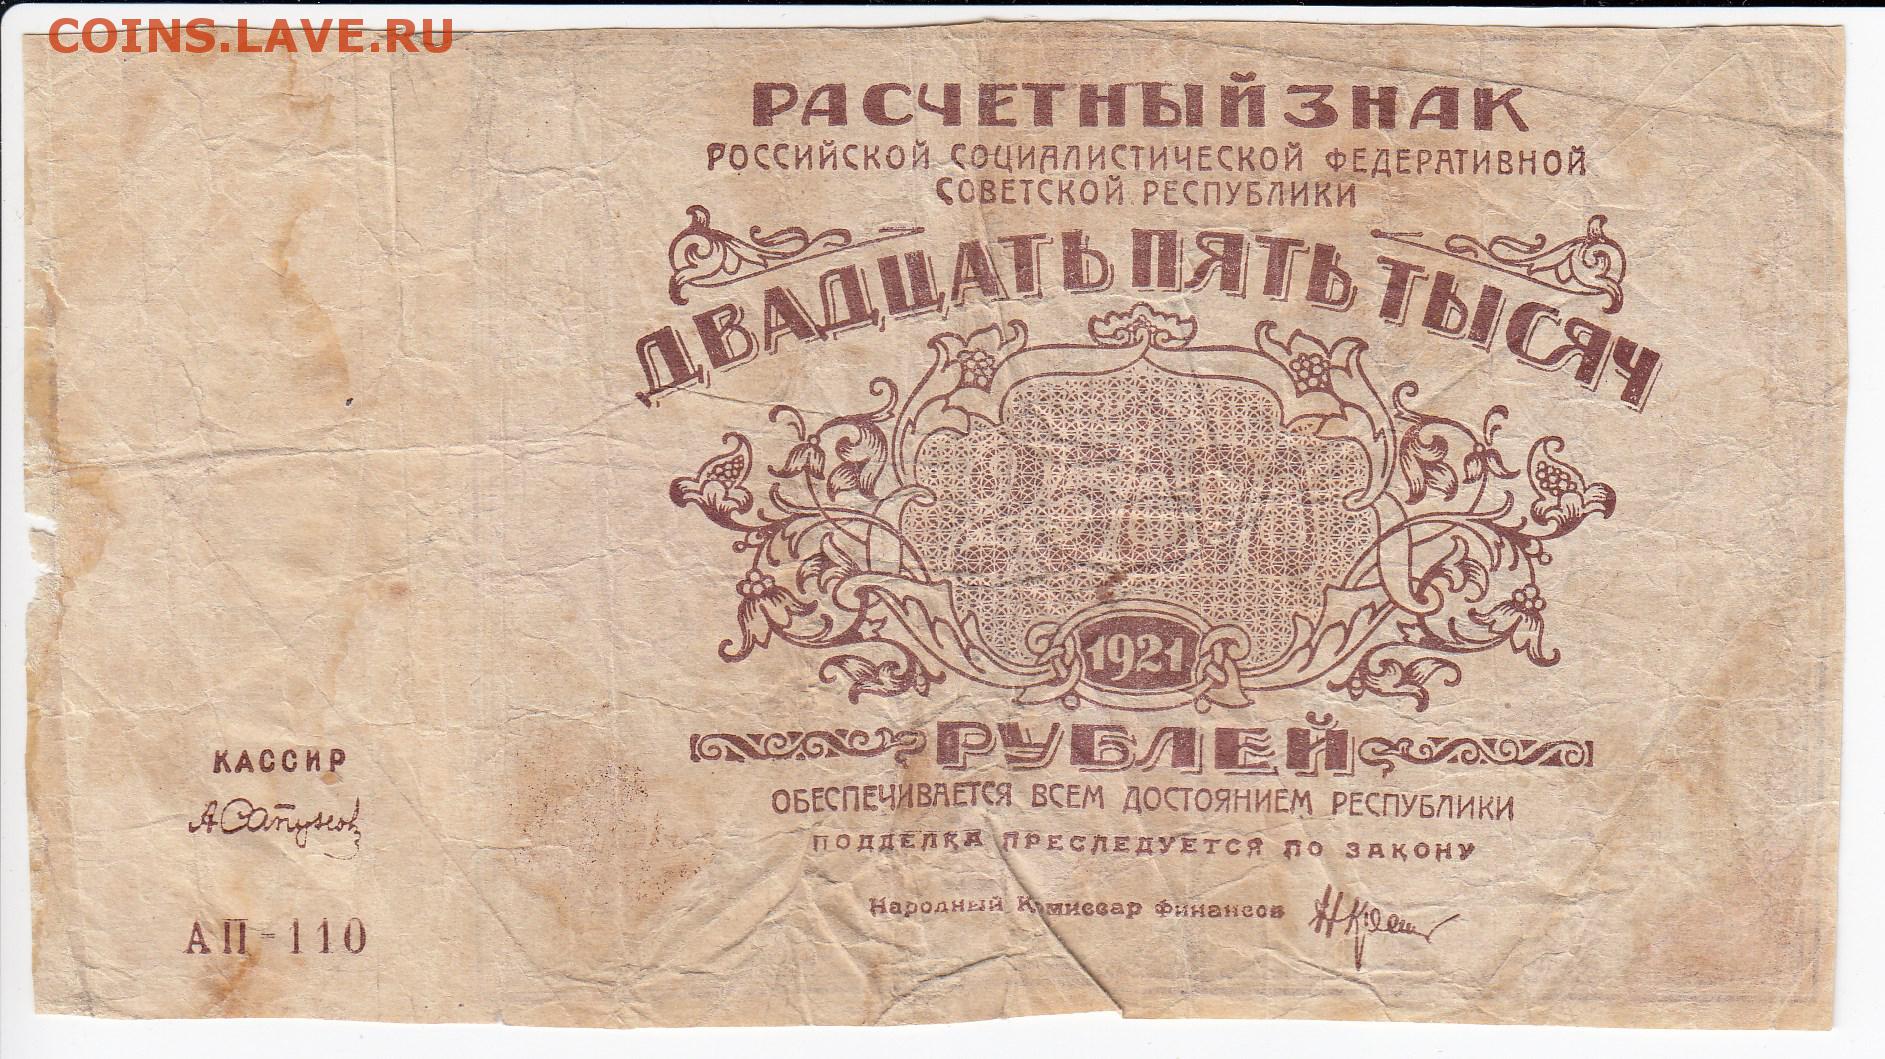 COINS.LAVE.RU
РАСЧЕТНЫЙ ЗНАК
РОССИЙСКОЙ СОЦИАЛИСТИЧЕСКОЙ ФЕДЕРАТИВНОЙ
СОВЕТСКОЙ РЕСПУБЛИКИ
ДВАДЦАТЬ ПЯТЬ ТЫСЯЧ
1921
РУБЛЕЙ
ОБЕСПЕЧИВАЕТСЯ ВСЕМ ДОСТОЯНИЕМ РЕСПУБЛИКИ
ПОДДЕЛКА ПРЕСЛЕДУЕТСЯ ПО ЗАКОНУ
Народный Комиссар Финансов
КАССИР
АП-110